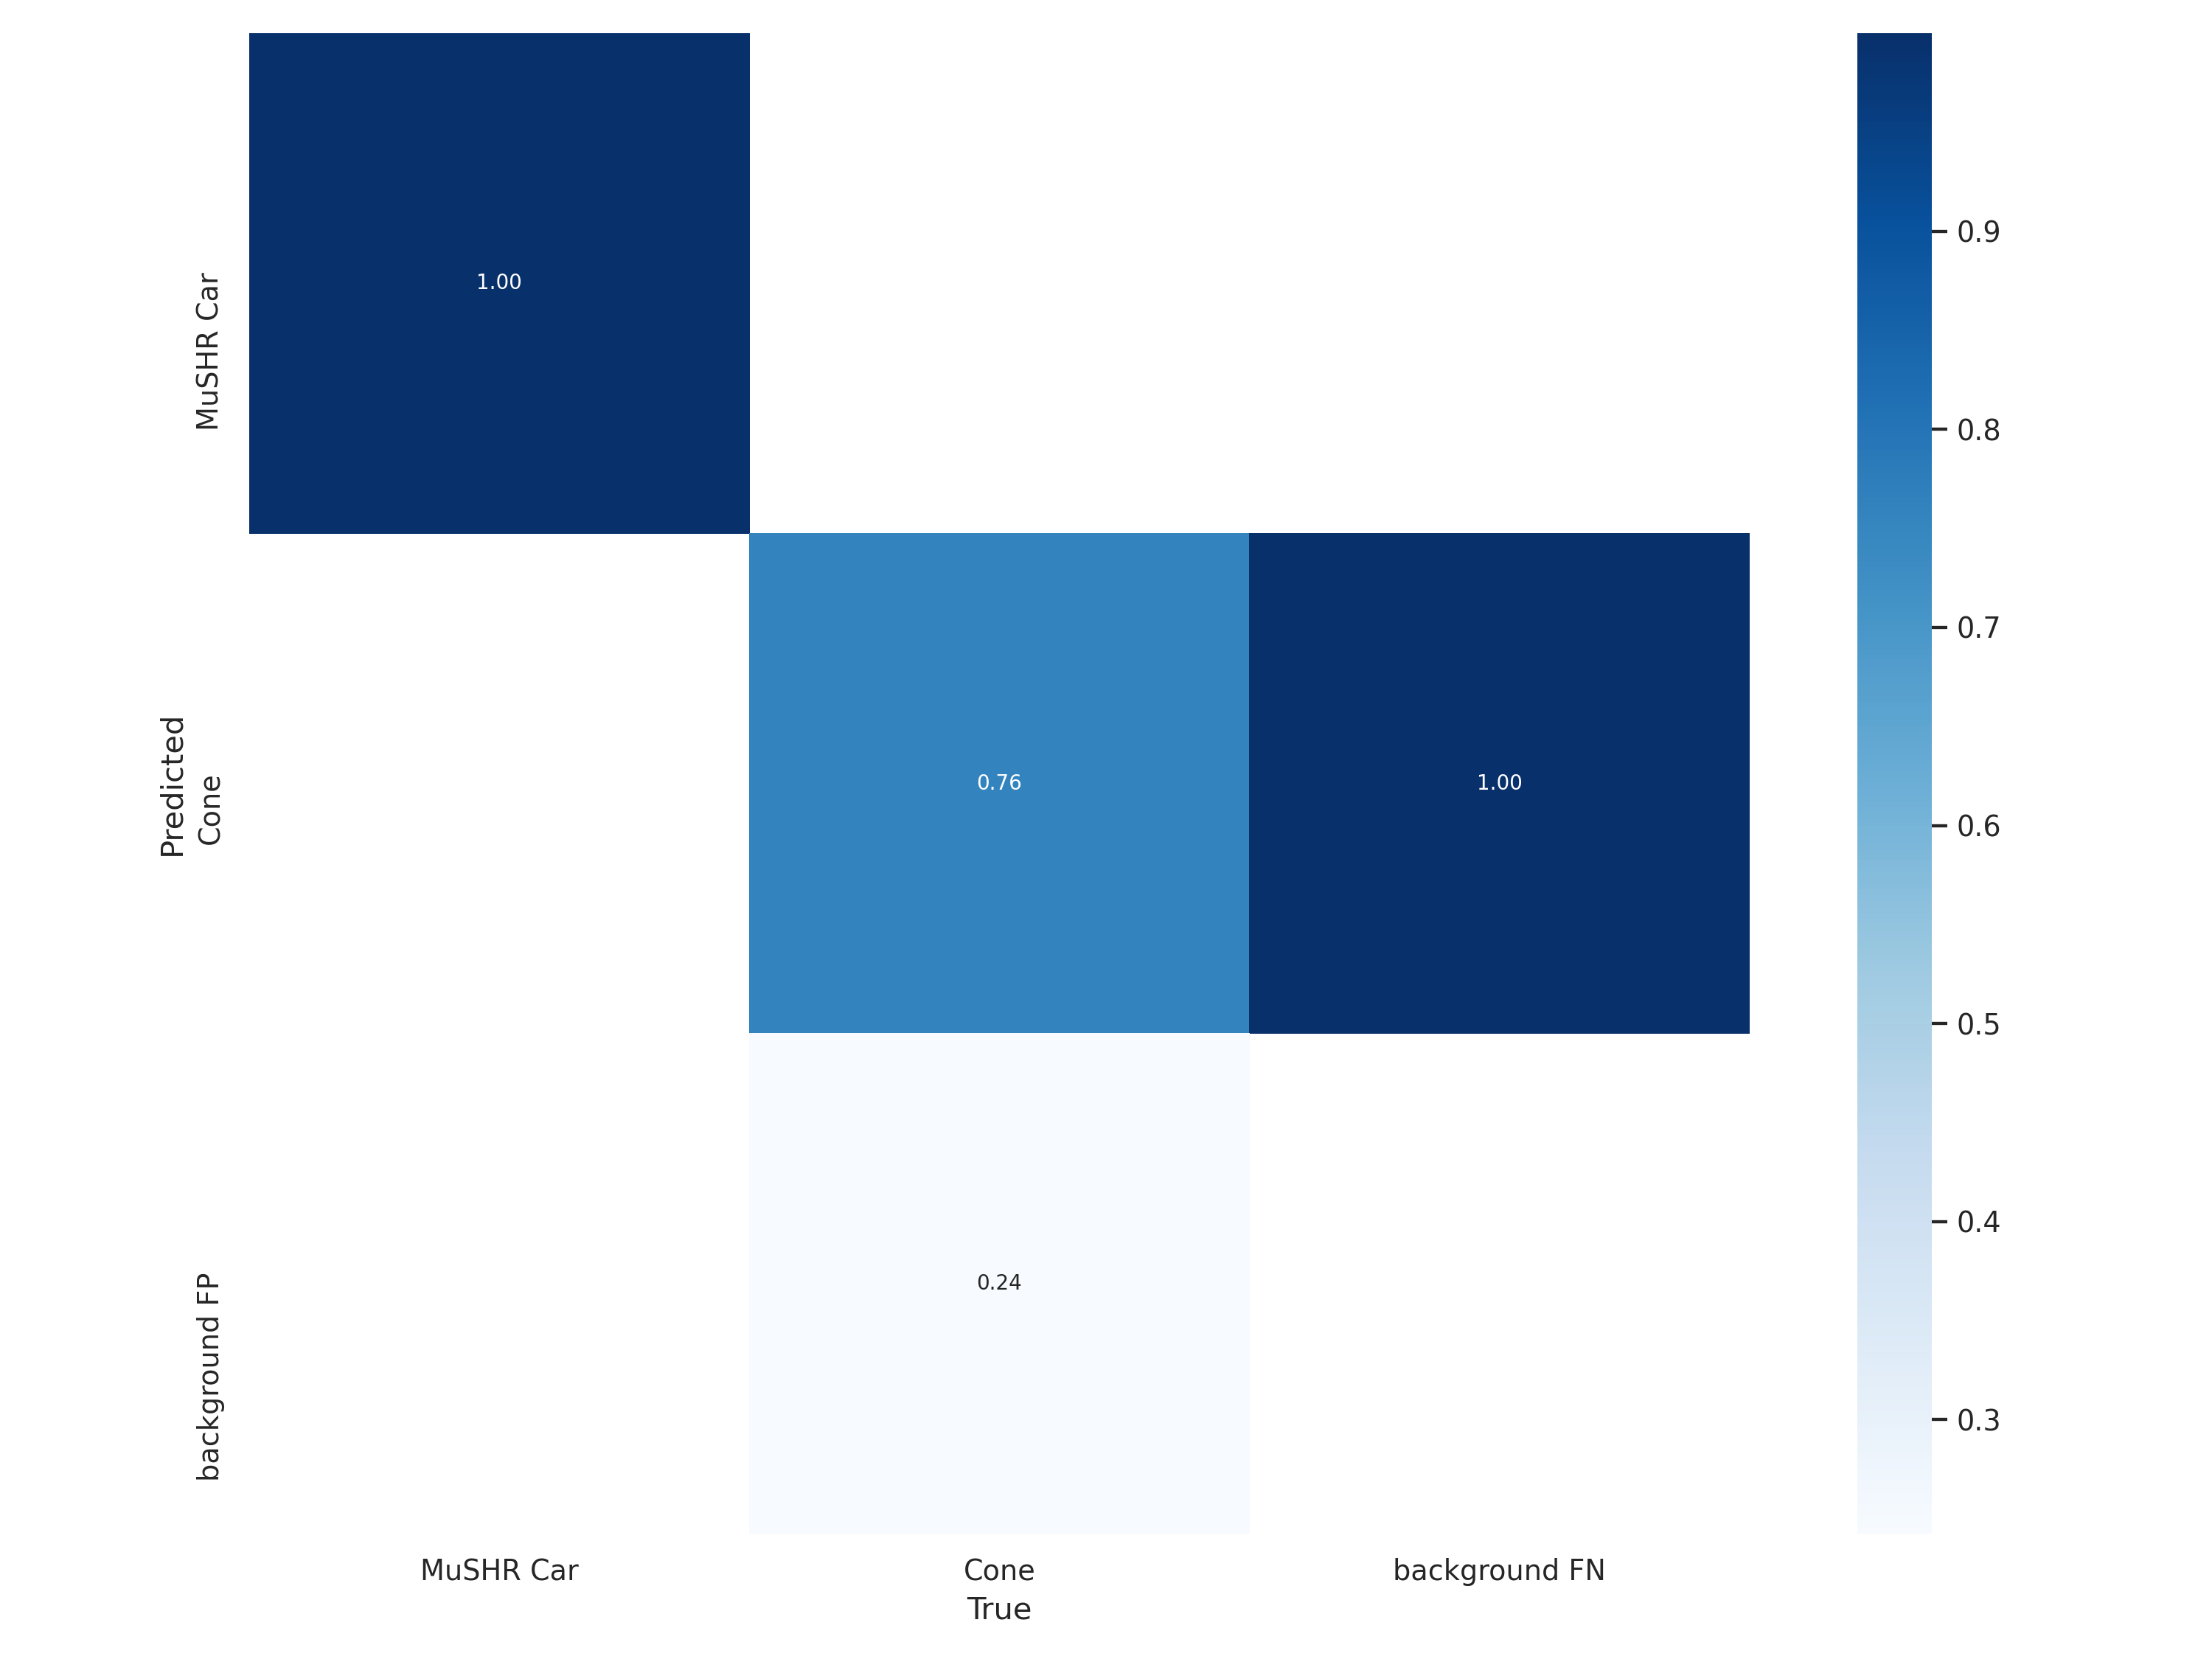 MuSHR Car
Cone
background FP
Predicted
1.00
0.76
1.00
0.24
MuSHR Car
Cone
background FN
True
0.9
0.8
0.7
0.6
0.5
0.4
0.3